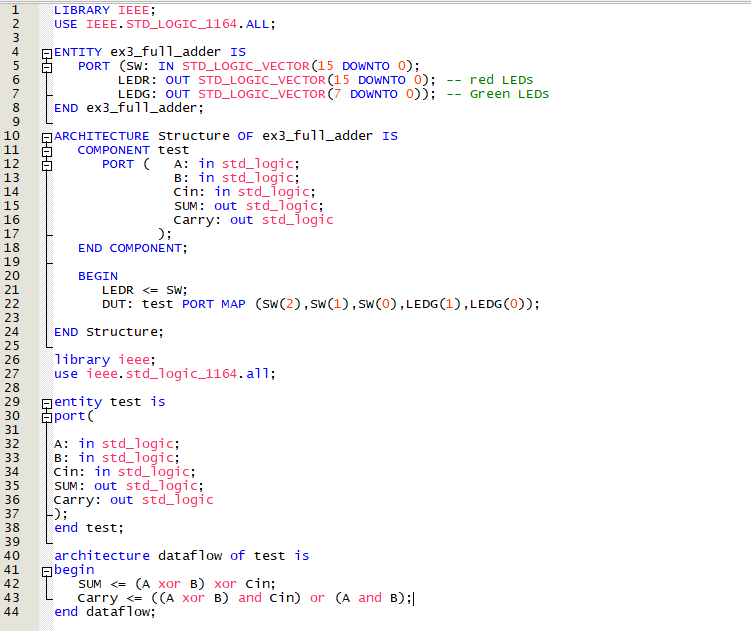 1 LIBRARY IEEE;
2 USE IEEE.STD_LOGIC_1164.ALL;
3
4 ENTITY ex3_full_adder IS
5 PORT (SW: IN STD_LOGIC_VECTOR(15 DOWNTO 0);
6 LEDR: OUT STD_LOGIC_VECTOR(15 DOWNTO 0); -- red LEDs
7 LEDG: OUT STD_LOGIC_VECTOR(7 DOWNTO 0)); -- Green LEDs
8 END ex3_full_adder;
9
10 ARCHITECTURE Structure OF ex3_full_adder IS
11 COMPONENT test
12 PORT ( A: in std_logic;
13 B: in std_logic;
14 Cin: in std_logic;
15 SUM: out std_logic;
16 Carry: out std_logic
17 );
18 END COMPONENT;
19
20 BEGIN
21 LEDR <= SW;
22 DUT: test PORT MAP (SW(2),SW(1),SW(0),LEDG(1),LEDG(0));
23
24 END Structure;
25
26 library ieee;
27 use ieee.std_logic_1164.all;
28
29 entity test is
30 port(
31
32 A: in std_logic;
33 B: in std_logic;
34 Cin: in std_logic;
35 SUM: out std_logic;
36 Carry: out std_logic
37 );
38 end test;
39
40 architecture dataflow of test is
41 begin
42 SUM <= (A xor B) xor Cin;
43 Carry <= ((A xor B) and Cin) or (A and B);
44 end dataflow;